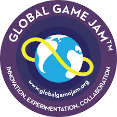 GLOBAL GAME JAM™
www.globalgamejam.org
INNOVATION, EXPERIMENTATION, COLLABORATION